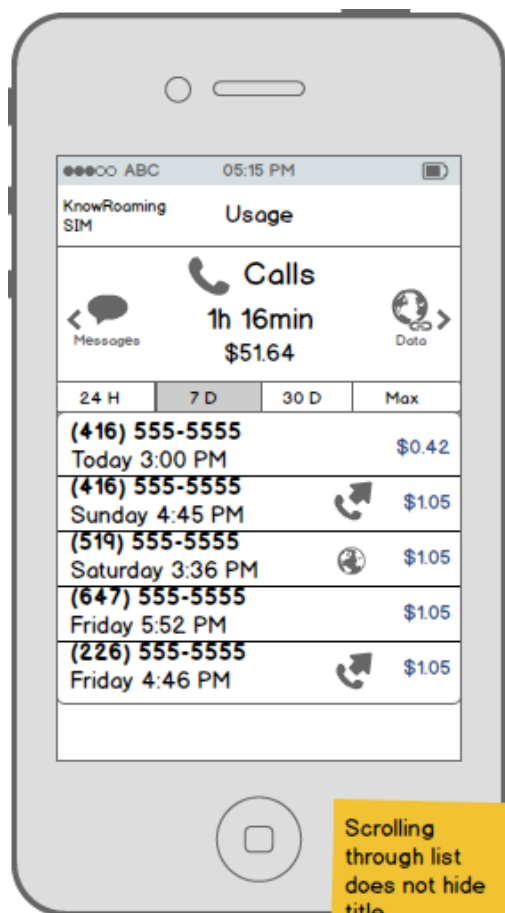 ABC 05:15 PM
KnowRoaming
SIM
Usage
Calls
1h 16min
$51.64
Messages
Data
24 H 7 D 30 D Max
(416) 555-5555
Today 3:00 PM
$0.42
(416) 555-5555
Sunday 4:45 PM
$1.05
(519) 555-5555
Saturday 3:36 PM
$1.05
(647) 555-5555
Friday 5:52 PM
$1.05
(226) 555-5555
Friday 4:46 PM
$1.05
Scrolling
through list
does not hide
title